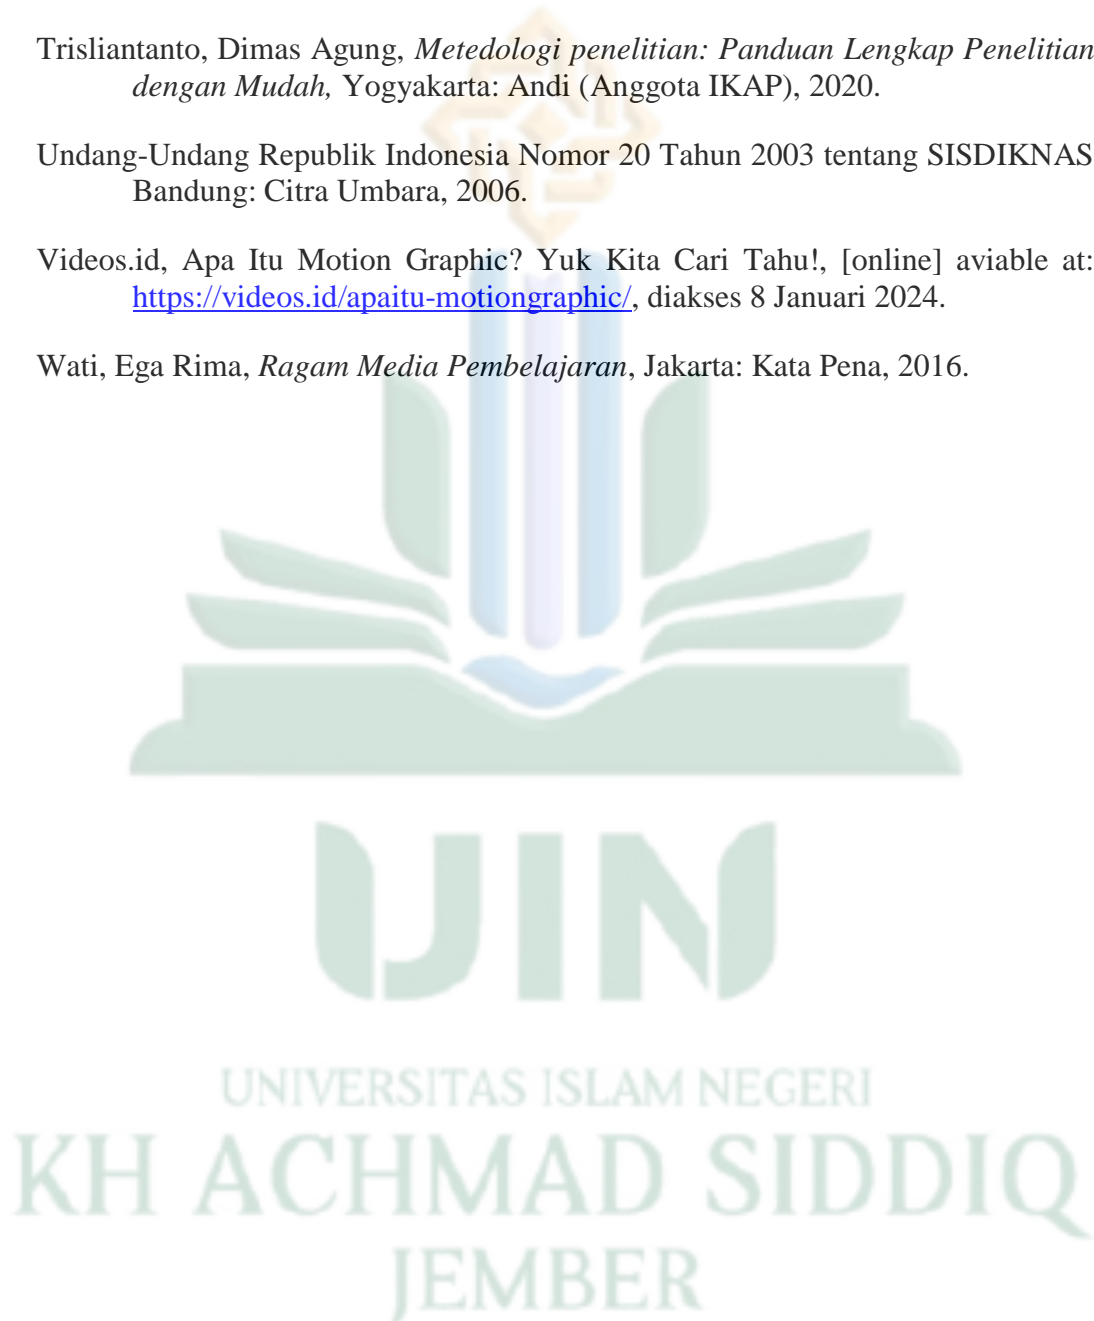 Trisliantanto, Dimas Agung, Metedologi penelitian: Panduan Lengkap Penelitian
dengan Mudah, Yogyakarta: Andi (Anggota IKAP), 2020.
Undang-Undang Republik Indonesia Nomor 20 Tahun 2003 tentang SISDIKNAS
Bandung: Citra Umbara, 2006.
Videos.id, Apa Itu Motion Graphic? Yuk Kita Cari Tahu!, [online] aviable at:
https://videos.id/apaitu-motiongraphic/, diakses 8 Januari 2024.
Wati, Ega Rima, Ragam Media Pembelajaran, Jakarta: Kata Pena, 2016.
UIN
UNIVERSITAS ISLAM NEGERI
KH ACHMAD SIDDIQ
JEMBER